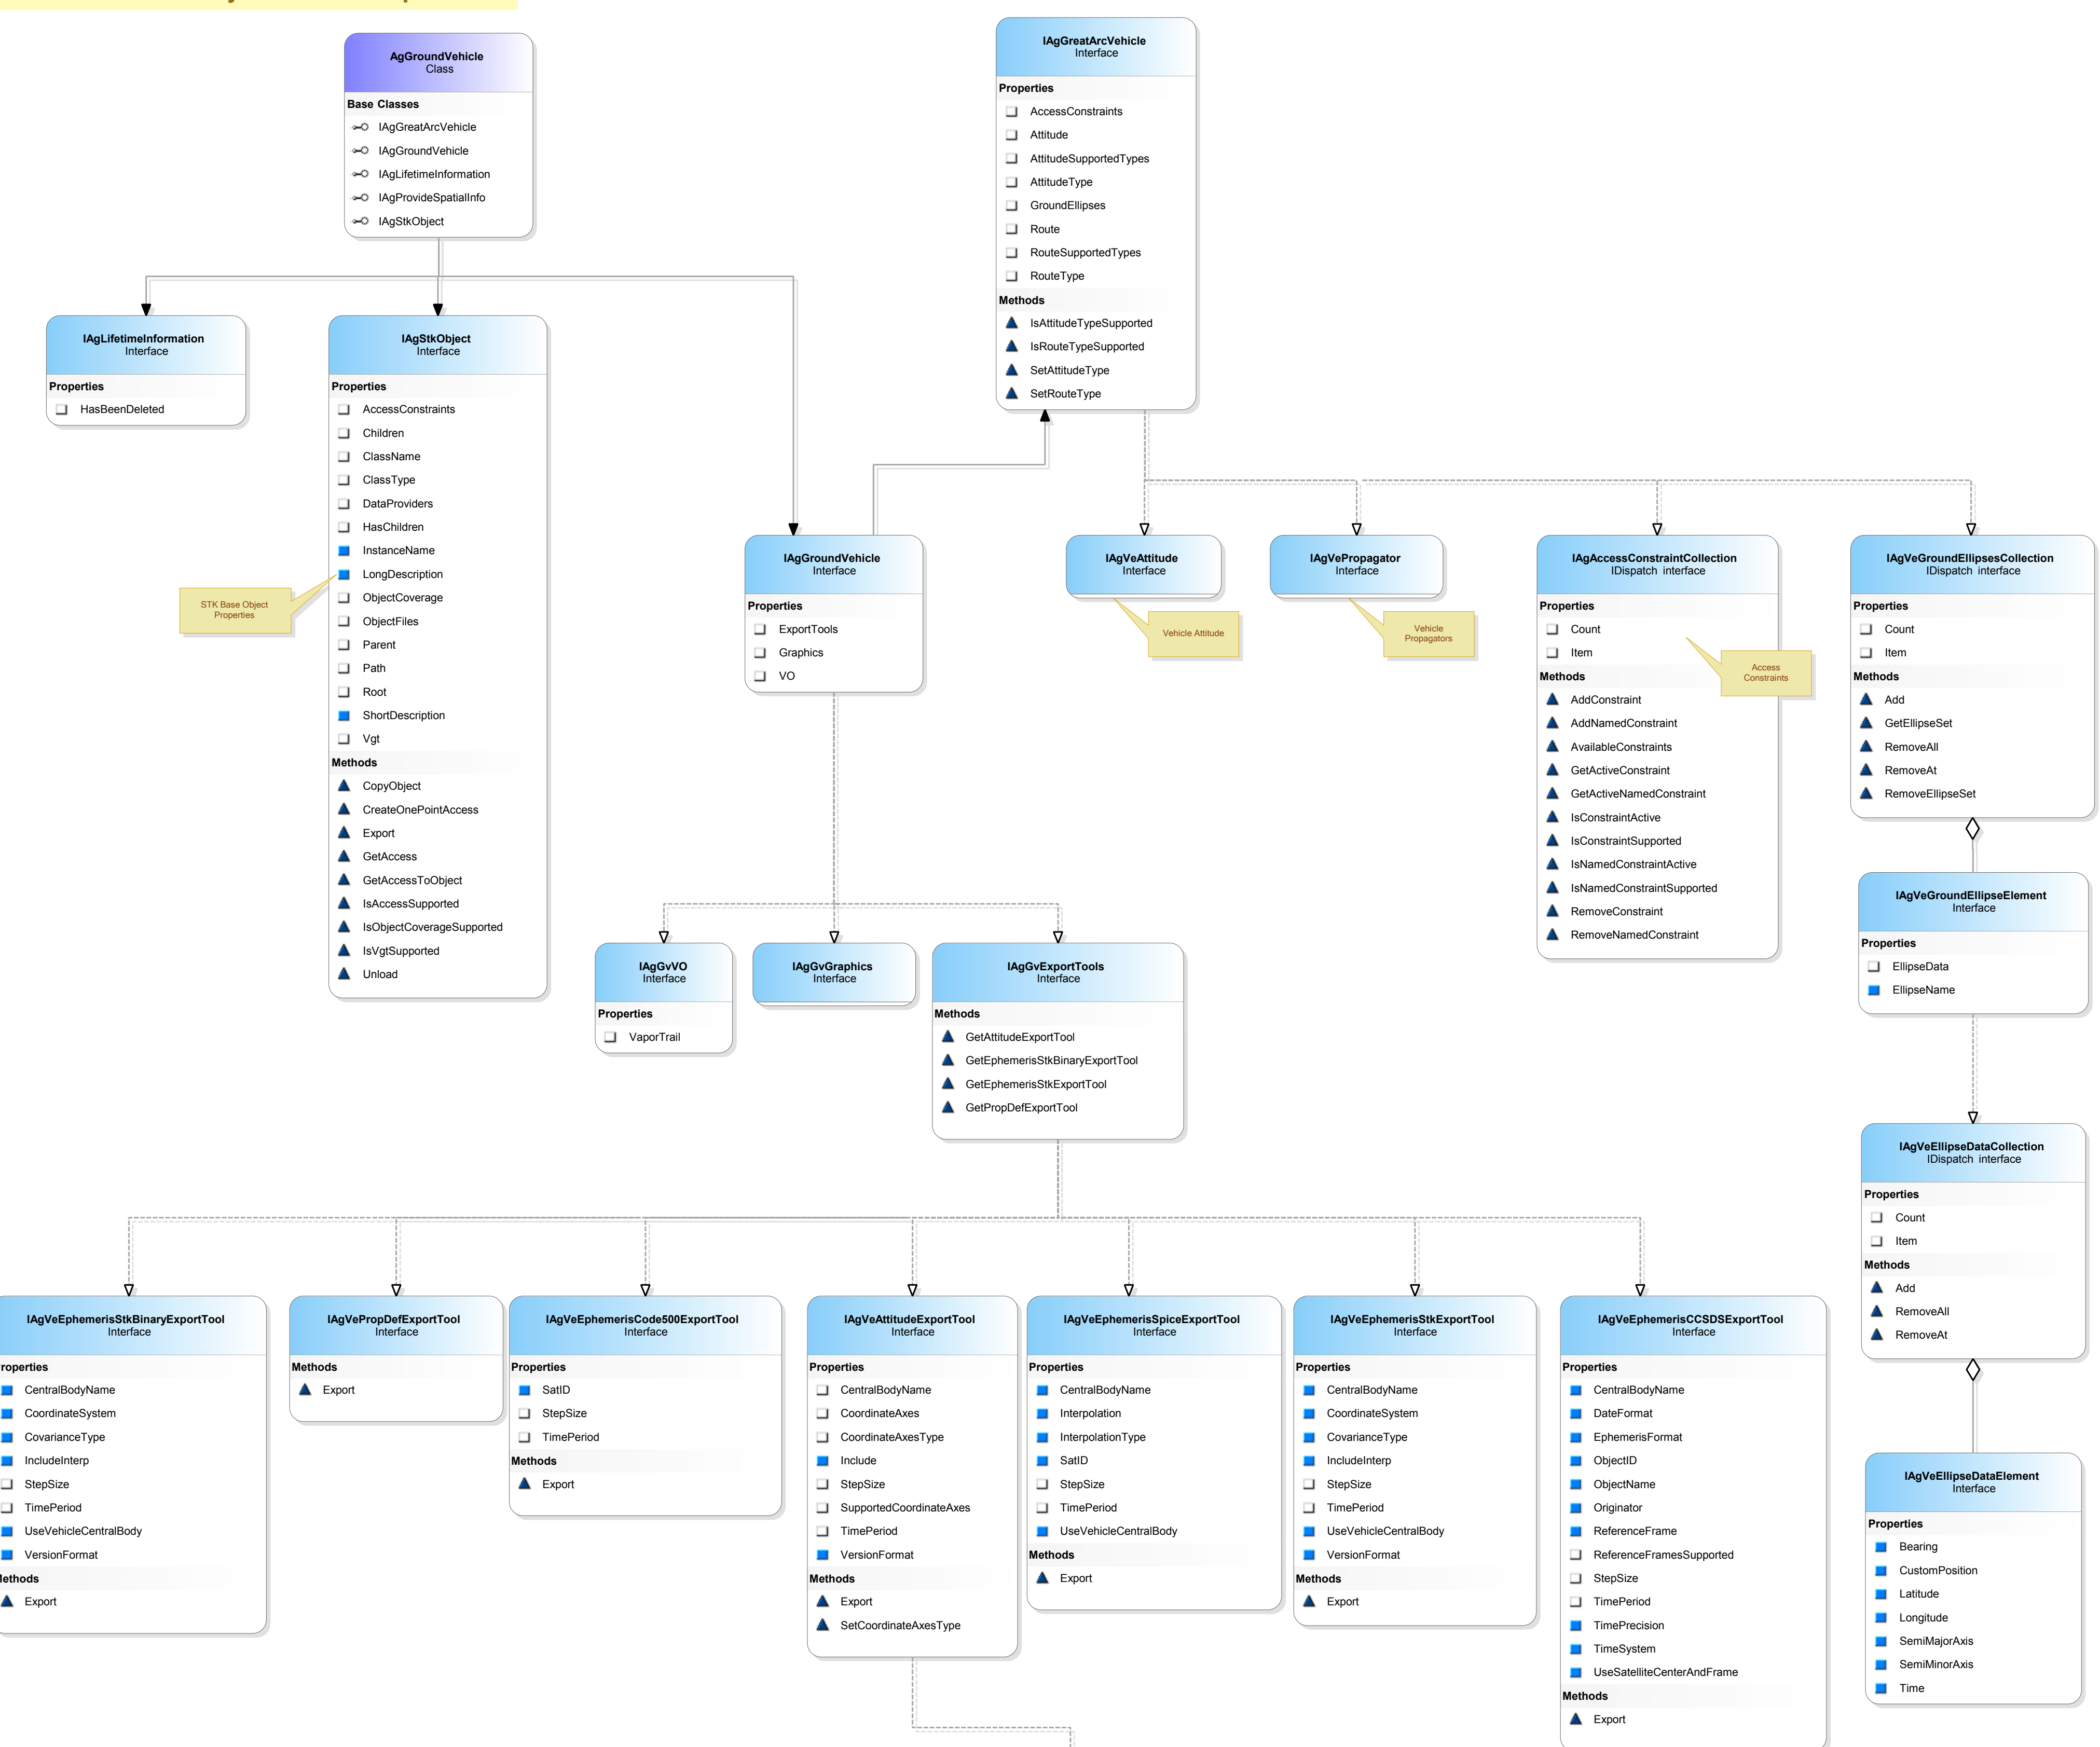 AgGroundVehicle
Class
Base Classes
IAgGreatArcVehicle
IAgGroundVehicle
IAgLifetimeInformation
IAgProvideSpatialInfo
IAgStkObject
IAgGreatArcVehicle
Interface
Properties
AccessConstraints
Attitude
AttitudeSupportedTypes
AttitudeType
GroundEllipses
Route
RouteSupportedTypes
RouteType
Methods
IsAttitudeTypeSupported
IsRouteTypeSupported
SetAttitudeType
SetRouteType
IAgLifetimeInformation
Interface
Properties
HasBeenDeleted
IAgStkObject
Interface
Properties
AccessConstraints
Children
ClassName
ClassType
DataProviders
HasChildren
InstanceName
LongDescription
ObjectCoverage
ObjectFiles
Parent
Path
Root
ShortDescription
Vgt
Methods
CopyObject
CreateOnePointAccess
Export
GetAccess
GetAccessToObject
IsAccessSupported
IsObjectCoverageSupported
IsVgtSupported
Unload
STK Base Object
Properties
IAgGroundVehicle
Interface
Properties
ExportTools
Graphics
VO
IAgVeAttitude
Interface
Vehicle Attitude
IAgVePropagator
Interface
Vehicle
Propagators
IAgAccessConstraintCollection
IDispatch interface
Properties
Count
Item
Methods
AddConstraint
AddNamedConstraint
AvailableConstraints
GetActiveConstraint
GetActiveNamedConstraint
IsConstraintActive
IsConstraintSupported
IsNamedConstraintActive
IsNamedConstraintSupported
RemoveConstraint
RemoveNamedConstraint
Access
Constraints
IAgVeGroundEllipsesCollection
IDispatch interface
Properties
Count
Item
Methods
Add
GetEllipseSet
RemoveAll
RemoveAt
RemoveEllipseSet
IAgVeGroundEllipseElement
Interface
Properties
EllipseData
EllipseName
IAgGvVO
Interface
Properties
VaporTrail
IAgGvGraphics
Interface
IAgGvExportTools
Interface
Methods
GetAttitudeExportTool
GetEphemerisStkBinaryExportTool
GetEphemerisStkExportTool
GetPropDefExportTool
IAgVeEllipseDataCollection
IDispatch interface
Properties
Count
Item
Methods
Add
RemoveAll
RemoveAt
IAgVeEphemerisStkBinaryExportTool
Interface
roperties
CentralBodyName
CoordinateSystem
CovarianceType
IncludeInterp
StepSize
TimePeriod
UseVehicleCentralBody
VersionFormat
lethods
Export
IAgVePropDefExportTool
Interface
Methods
Export
IAgVeEphemerisCode500ExportTool
Interface
Properties
SatID
StepSize
TimePeriod
Methods
Export
IAgVeAttitudeExportTool
Interface
Properties
CentralBodyName
CoordinateAxes
CoordinateAxesType
Include
StepSize
SupportedCoordinateAxes
TimePeriod
VersionFormat
Methods
Export
SetCoordinateAxesType
IAgVeEphemerisSpiceExportTool
Interface
Properties
CentralBodyName
Interpolation
InterpolationType
SatID
StepSize
TimePeriod
UseVehicleCentralBody
Methods
Export
IAgVeEphemerisStkExportTool
Interface
Properties
CentralBodyName
CoordinateSystem
CovarianceType
IncludeInterp
StepSize
TimePeriod
UseVehicleCentralBody
VersionFormat
Methods
Export
IAgVeEphemerisCCSDSExportTool
Interface
Properties
CentralBodyName
DateFormat
EphemerisFormat
ObjectID
ObjectName
Originator
ReferenceFrame
ReferenceFramesSupported
StepSize
TimePeriod
TimePrecision
TimeSystem
UseSatelliteCenterAndFrame
Methods
Export
IAgVeEllipseDataElement
Interface
Properties
Bearing
CustomPosition
Latitude
Longitude
SemiMajorAxis
SemiMinorAxis
Time